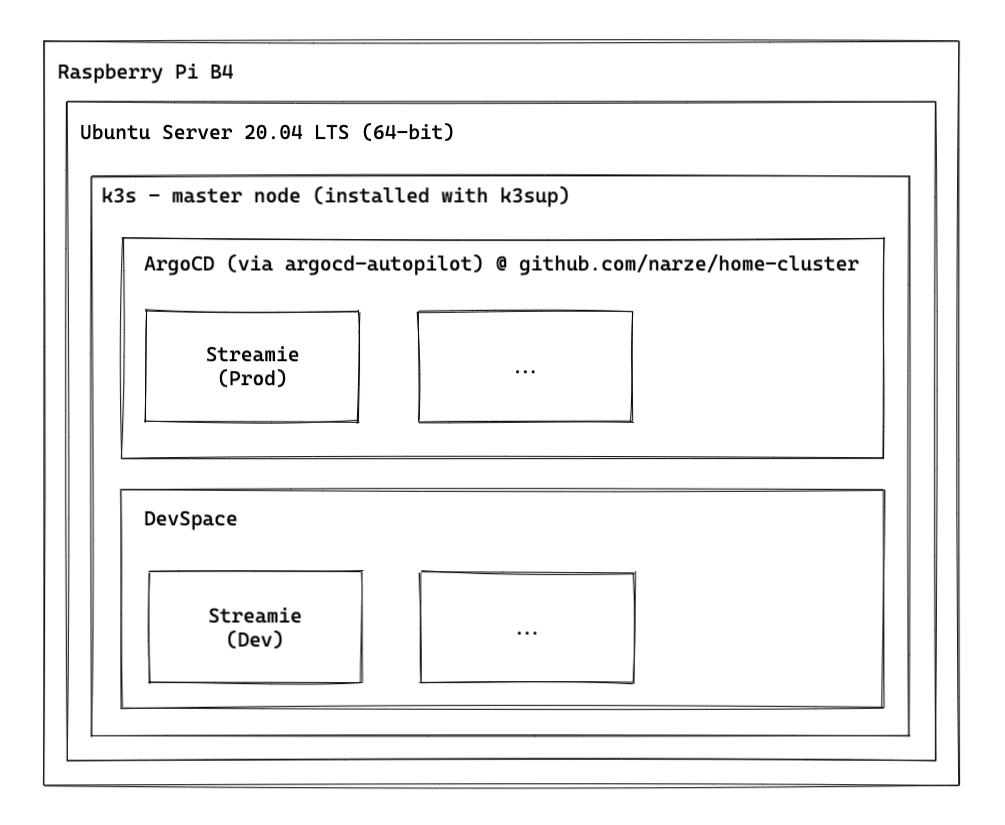 Raspberry Pi B4
Ubuntu Server 20.04 LTS (64-bit)
k3s - master node (installed with k3sup)
ArgoCD (via argocd-autopilot) @ github.com/narze/home-cluster
Streamie
(Prod)
...
DevSpace
Streamie
(Dev)
...